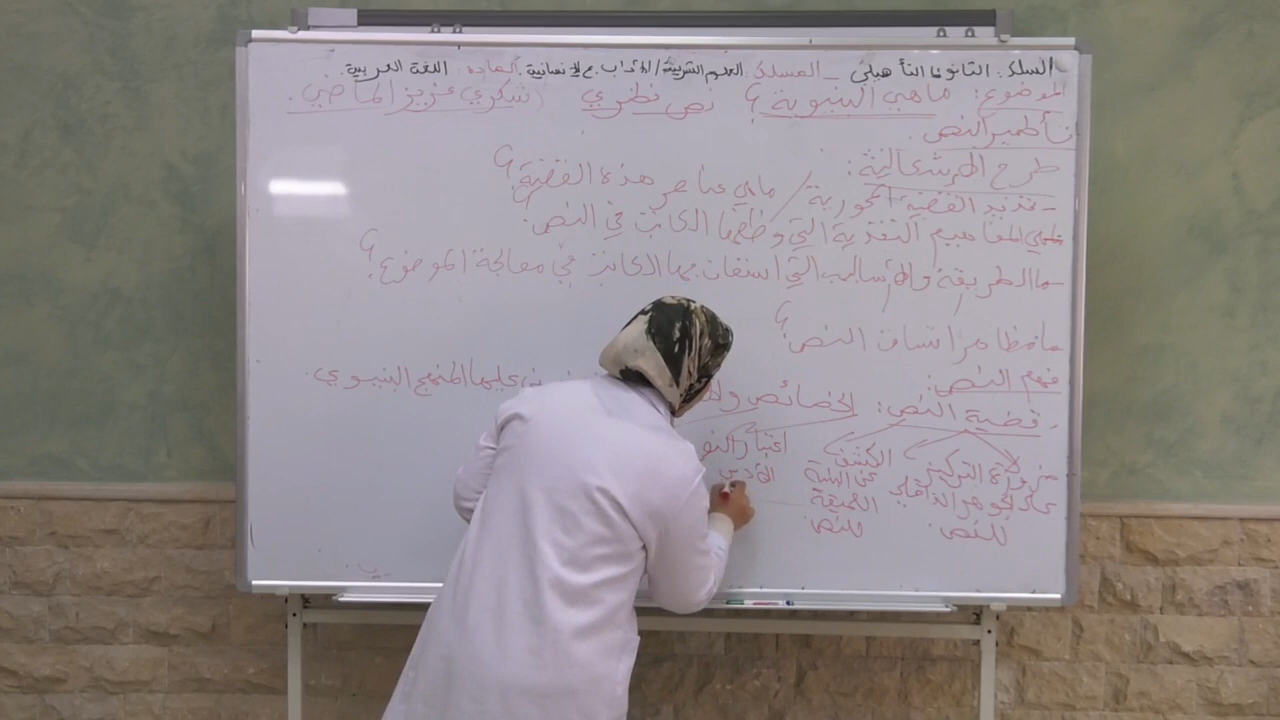 السلك: الثانوي التأهيلي - المسلك: العلوم الشرعية/الآداب.ع الإنسانية. المادة: اللغة العربية.
الموضوع: ماهي البنيوية؟ نص نظري (شكري عزيز الماضي.
تأطير النص.
طرح الإشكالية:
- تحديد القضية المحورية / ماهي عناصر هذه القضية؟
المفاهيم النقدية التي وظفها الكاتب في النص.
- ما الطريقة والأساليب التي استعان بها الكاتب في معالجة الموضوع؟
ما مظاهر اتساق النص؟
فهم النص:
- قضية النص: الخصائص عليها المنهج البنيوي.
ضرورة التركيز على الجوهر الداخلي للنص.
الكشف عن البنية العميقة للنص
اعتبار النص الأدبي